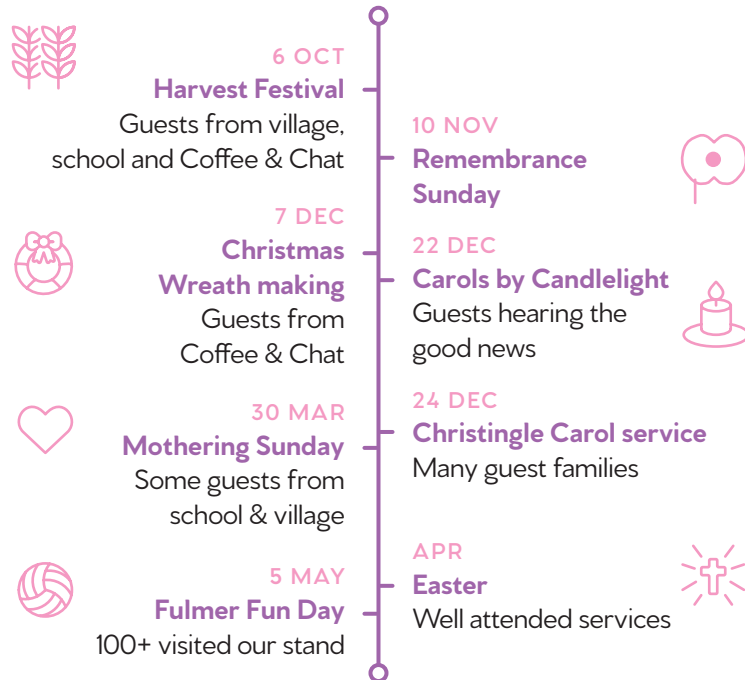 6 OCT
Harvest Festival
Guests from village,
school and Coffee & Chat
10 NOV
Remembrance
Sunday
7 DEC
Christmas
Wreath making
Guests from
Coffee & Chat
22 DEC
Carols by Candlelight
Guests hearing the
good news
24 DEC
Christingle Carol service
Many guest families
30 MAR
Mothering Sunday
Some guests from
school & village
APR
Easter
Well attended services
5 MAY
Fulmer Fun Day
100+ visited our stand